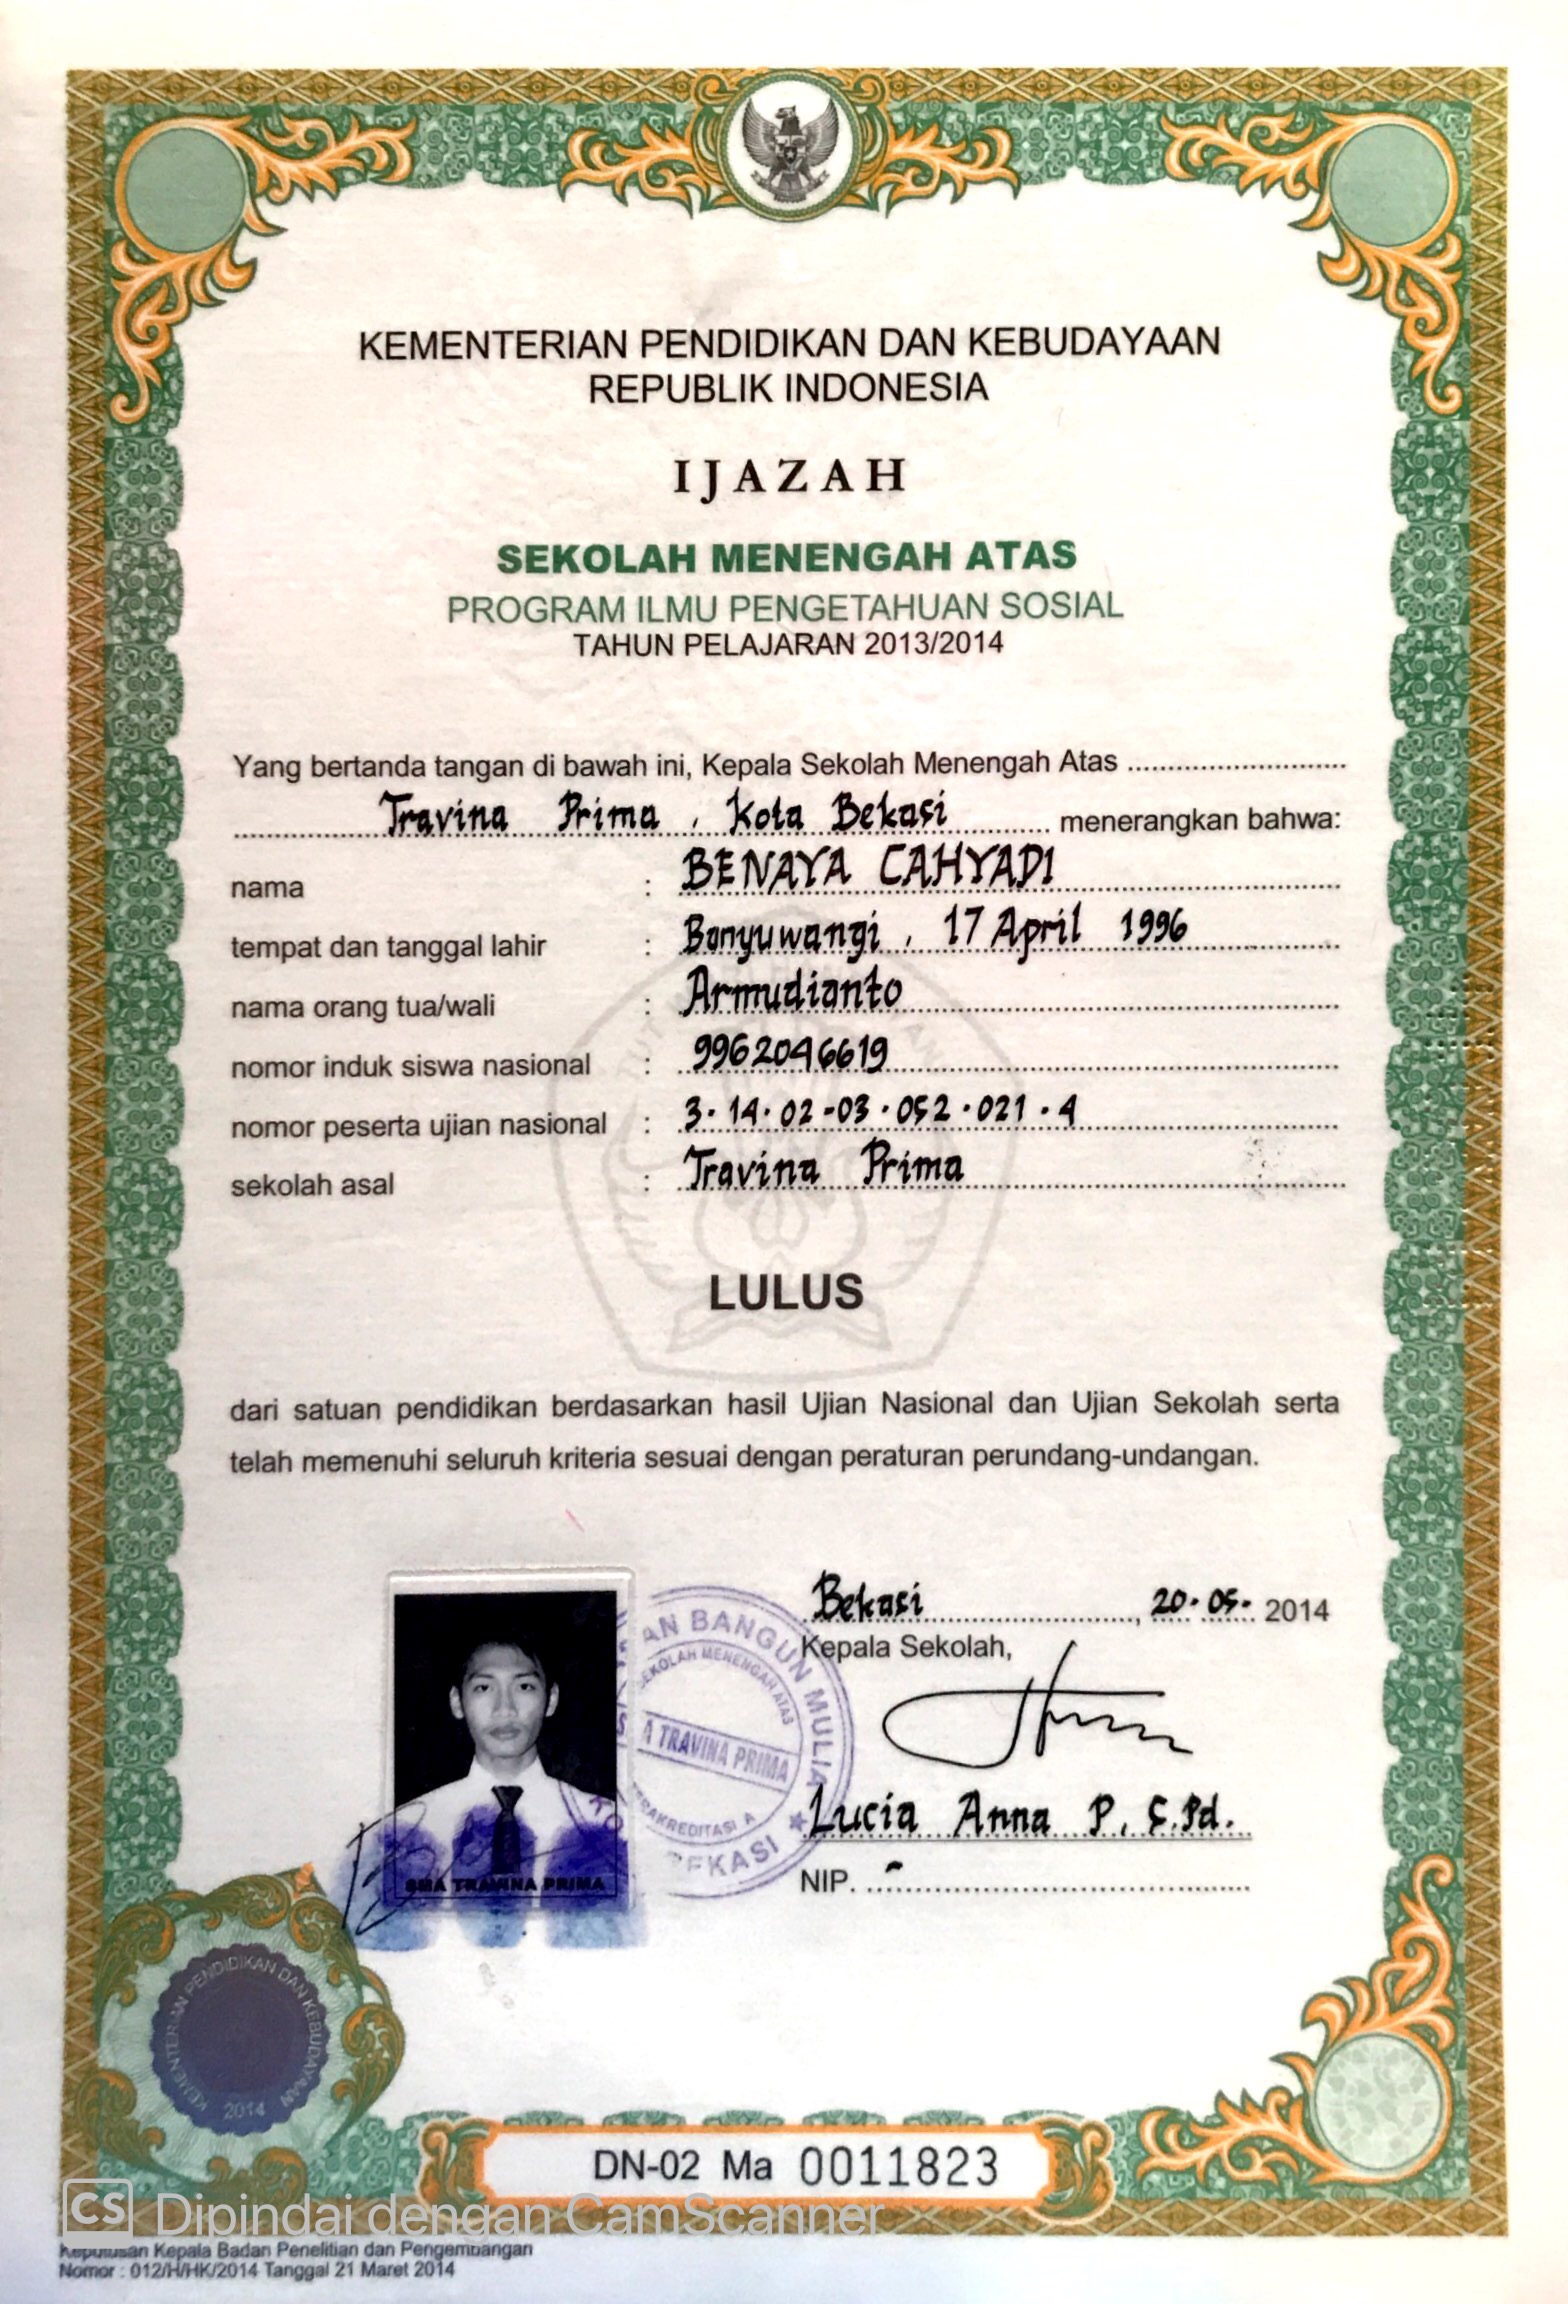 KEMENTERIAN PENDIDIKAN DAN KEBUDAYAAN
REPUBLIK INDONESIA
IJAZAH
SEKOLAH MENENGAH ATAS
PROGRAM ILMU PENGETAHUAN SOSIAL
TAHUN PELAJARAN 2013/2014
Yang bertanda tangan di bawah ini, Kepala Sekolah Menengah Atas
Travina Prima, Kota Bekasi menerangkan bahwa:
nama : BENAYA CAHYADI
tempat dan tanggal lahir : Banyuwangi, 17 April 1996
nama orang tua/wali : Armudianto
nomor induk siswa nasional : 9962046619
nomor peserta ujian nasional : 3-14-02-03-052-021-4
sekolah asal : Travina Prima
LULUS
dari satuan pendidikan berdasarkan hasil Ujian Nasional dan Ujian Sekolah serta
telah memenuhi seluruh kriteria sesuai dengan peraturan perundang-undangan.
Bekasi, 20-05-2014
Kepala Sekolah,
AN BANGUN MULIA
SEKOLAH MENENGAH ATAS
A TRAVINA PRIMA
BEKASI
Lucia Anna P, S.Pd.
NIP. -
SMA TRAVINA PRIMA
KEMENTERIAN PENDIDIKAN DAN KEBUDAYAAN
2014
DN-02 Ma 0011823
CS Dipindai dengan CamScanner
Keputusan Kepala Badan Penelitian dan Pengembangan
Nomor : 012/H/HK/2014 Tanggal 21 Maret 2014